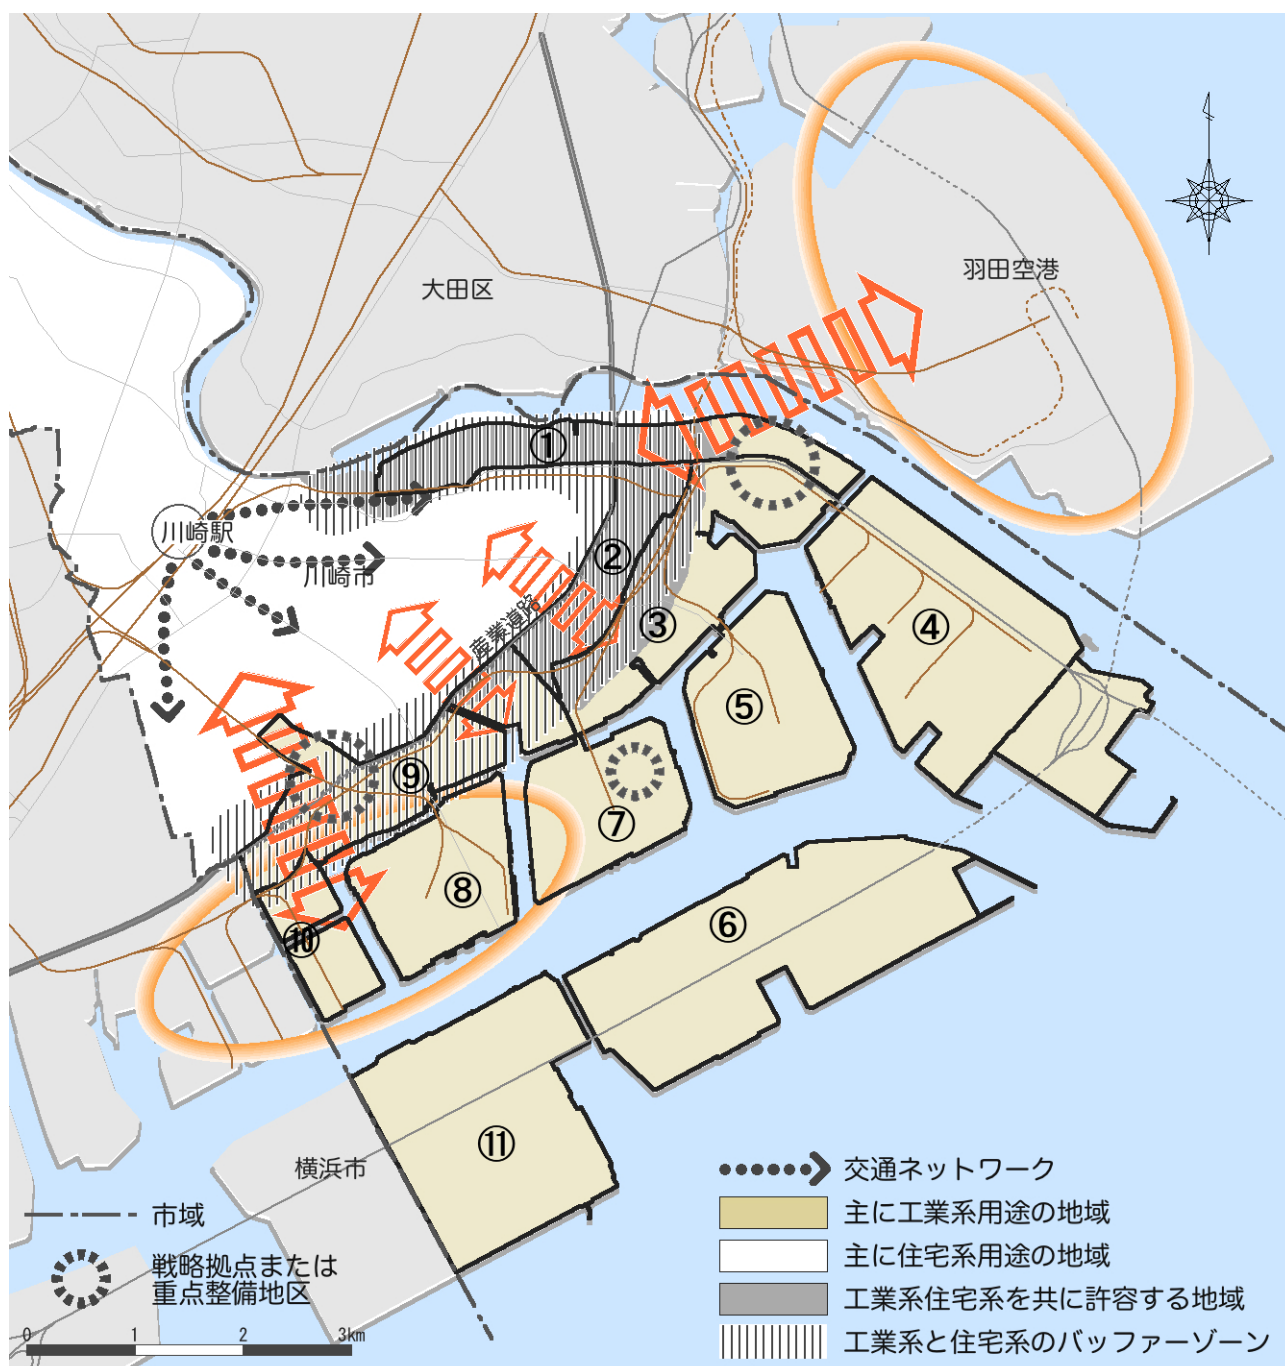 大田区
羽田空港
①
川崎駅
②
川崎市
産業道路
③
④
⑤
⑨
⑦
⑧
⑥
⑩
⑪
横浜市
交通ネットワーク
市域
主に工業系用途の地域
戦略拠点または
重点整備地区
主に住宅系用途の地域
工業系住宅系を共に許容する地域
工業系と住宅系のバッファーゾーン
0 1 2 3km